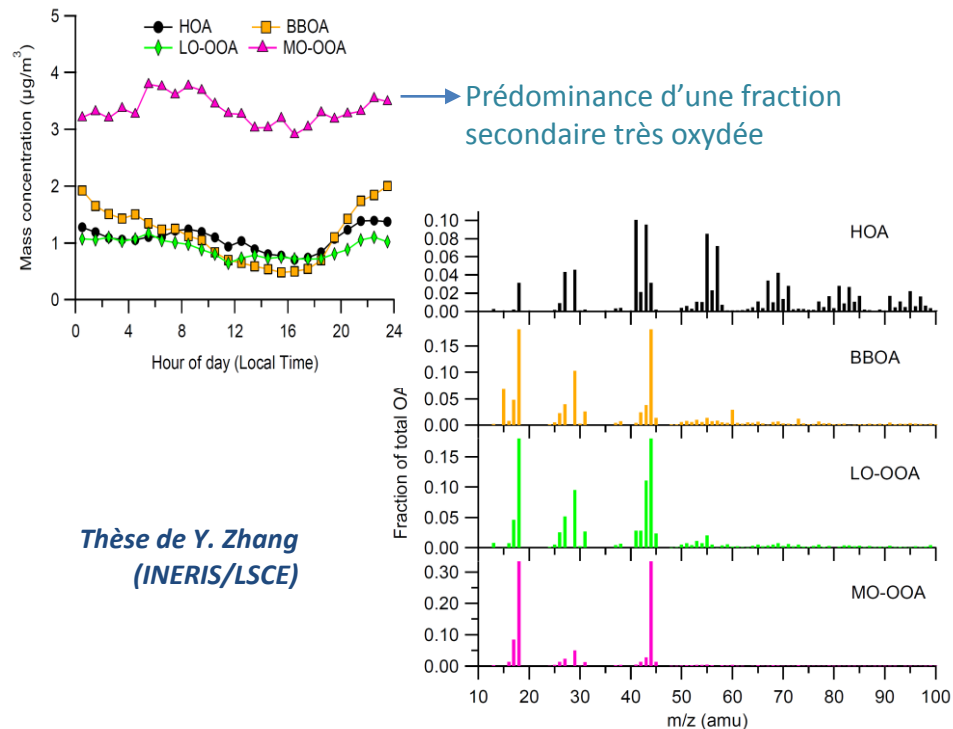 5
4
3
2
1
0
Mass concentration (µg/m³)
HOA
BBOA
LO-OOA
MO-OOA
0 4 8 12 16 20 24
Hour of day (Local Time)
Prédominance d’une fraction
secondaire très oxydée
Thèse de Y. Zhang
(INERIS/LSCE)
Fraction of total OA
0.10
0.08
0.06
0.04
0.02
0.00
HOA
0.15
0.10
0.05
0.00
BBOA
0.15
0.10
0.05
0.00
LO-OOA
0.30
0.20
0.10
0.00
MO-OOA
10 20 30 40 50 60 70 80 90 100
m/z (amu)